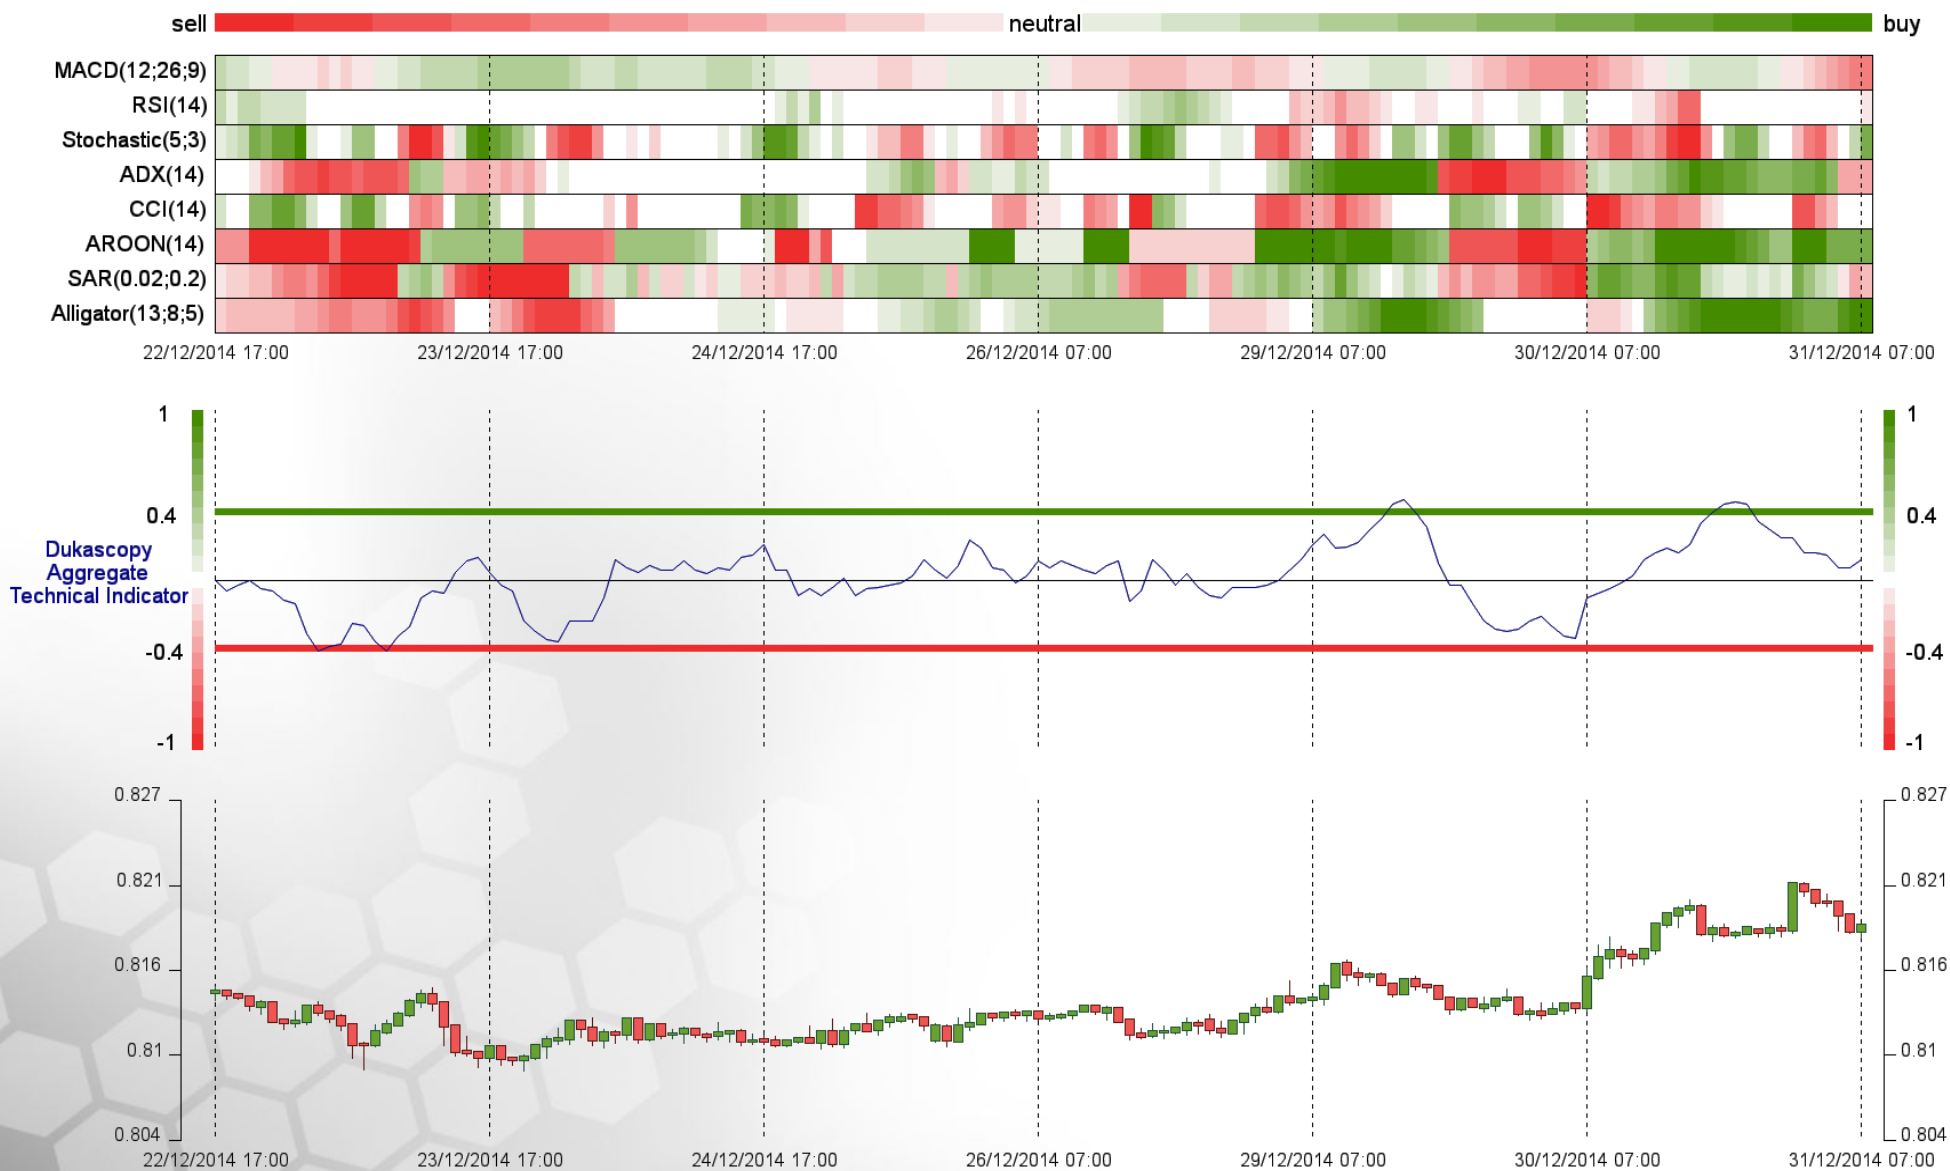 sell neutral buy
MACD(12;26;9)
RSI(14)
Stochastic(5;3)
ADX(14)
CCI(14)
AROON(14)
SAR(0.02;0.2)
Alligator(13;8;5)
22/12/2014 17:00 23/12/2014 17:00 24/12/2014 17:00 26/12/2014 07:00 29/12/2014 07:00 30/12/2014 07:00 31/12/2014 07:00
1 1
0.4 0.4
Dukascopy
Aggregate
Technical Indicator
-0.4 -0.4
-1 -1
0.827 0.827
0.821 0.821
0.816 0.816
0.81 0.81
0.804 0.804
22/12/2014 17:00 23/12/2014 17:00 24/12/2014 17:00 26/12/2014 07:00 29/12/2014 07:00 30/12/2014 07:00 31/12/2014 07:00